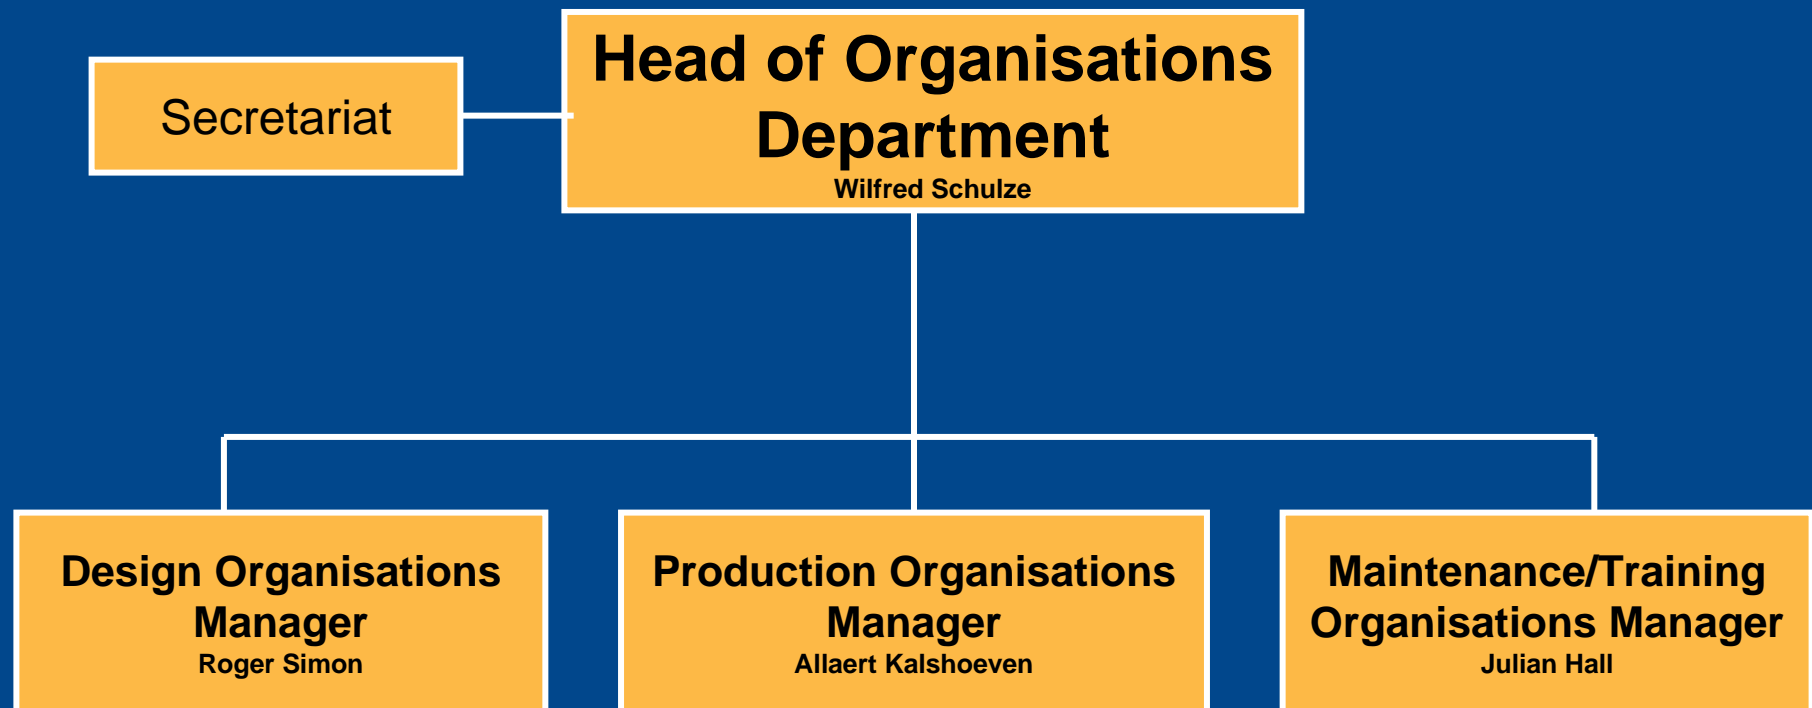 Secretariat
Head of Organisations
Department
Wilfred Schulze
Design Organisations
Manager
Roger Simon
Production Organisations
Manager
Allaert Kalshoeven
Maintenance/Training
Organisations Manager
Julian Hall